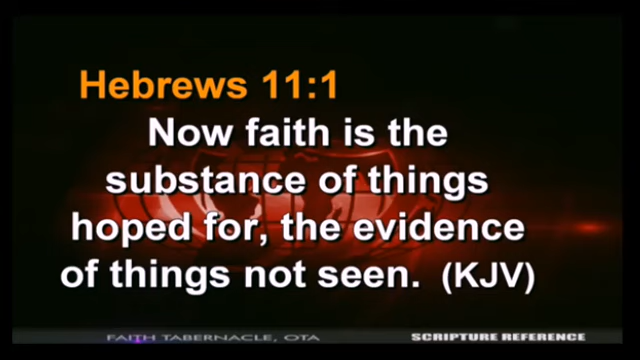 Hebrews 11:1
Now faith is the
substance of things
hoped for, the evidence
of things not seen. (KJV)
FAITH TABERNACLE, OTA
SCRIPTURE REFERENCE